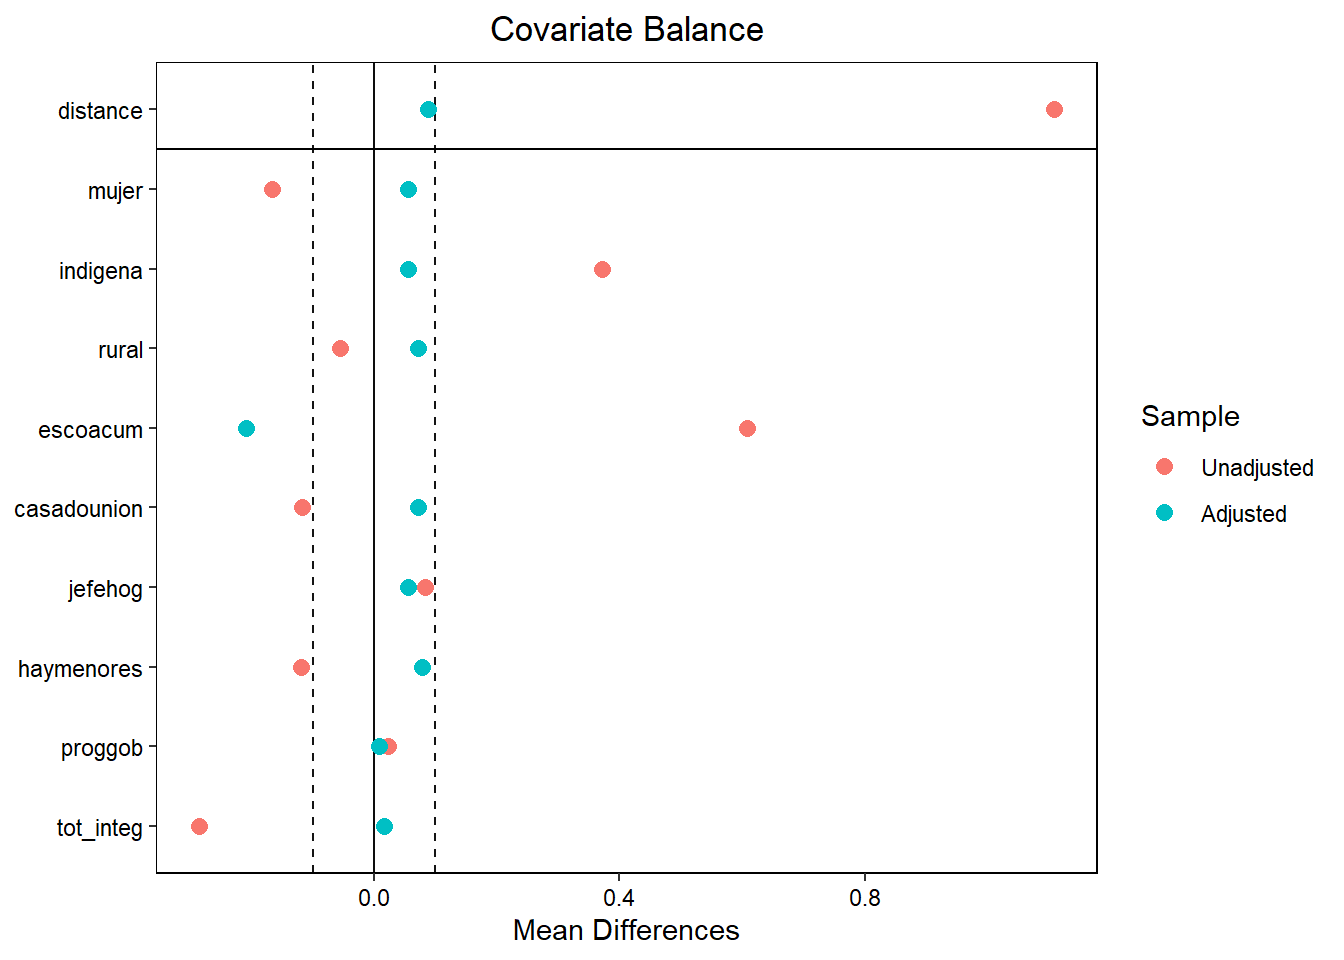 Covariate Balance
distance
mujer
indigena
rural
escoacum
casadounion
jefehog
haymenores
proggob
tot_integ
0.0 0.4 0.8
Mean Differences
Sample
Unadjusted
Adjusted